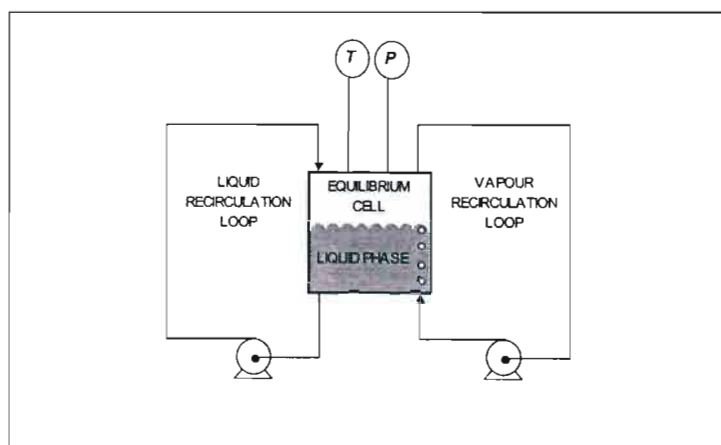 T P
LIQUID
RECIRCULATION
LOOP
EQUILIBRIUM
CELL
VAPOUR
RECIRCULATION
LOOP
LIQUID PHASE